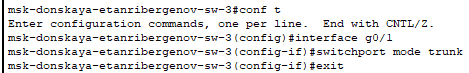 msk-donskaya-etanribergenov-sw-3#conf t
Enter configuration commands, one per line.  End with CNTL/Z.
msk-donskaya-etanribergenov-sw-3(config)#interface g0/1
msk-donskaya-etanribergenov-sw-3(config-if)#switchport mode trunk
msk-donskaya-etanribergenov-sw-3(config-if)#exit